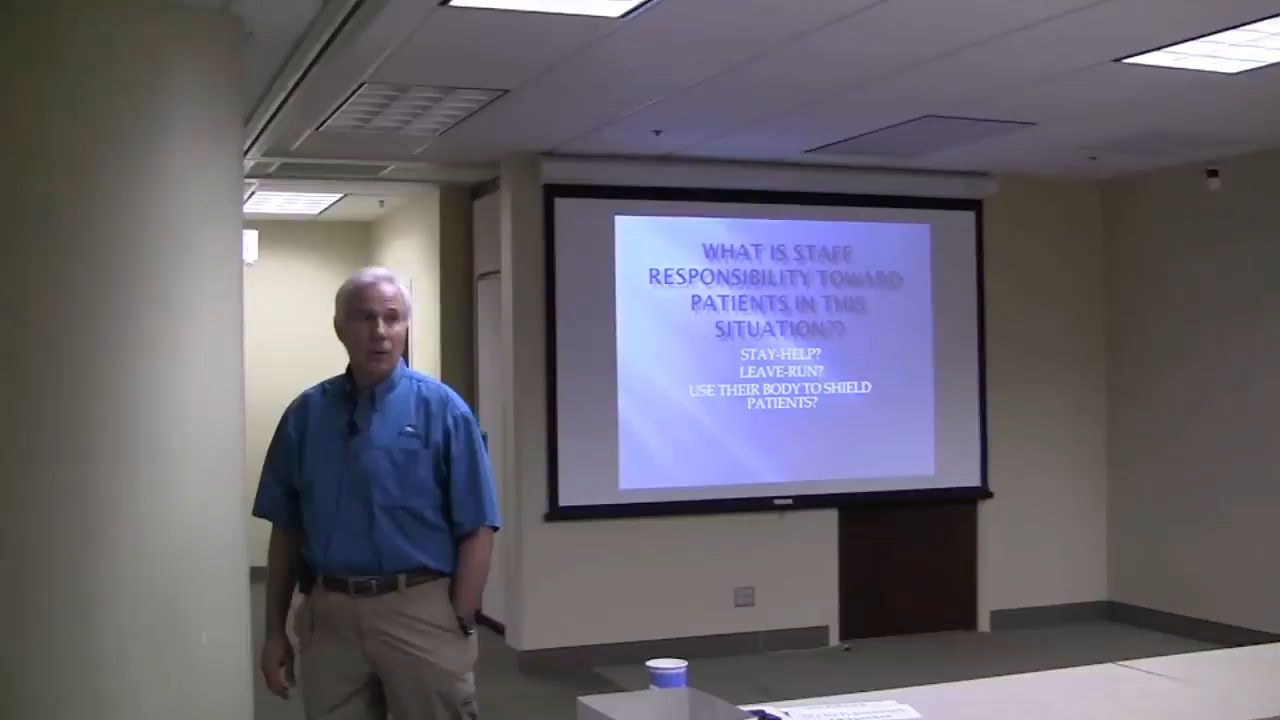 WHAT IS STAFF
RESPONSIBILITY TOWARD
PATIENTS IN THIS
SITUATION??
STAY-HELP?
LEAVE-RUN?
USE THEIR BODY TO SHIELD
PATIENTS?